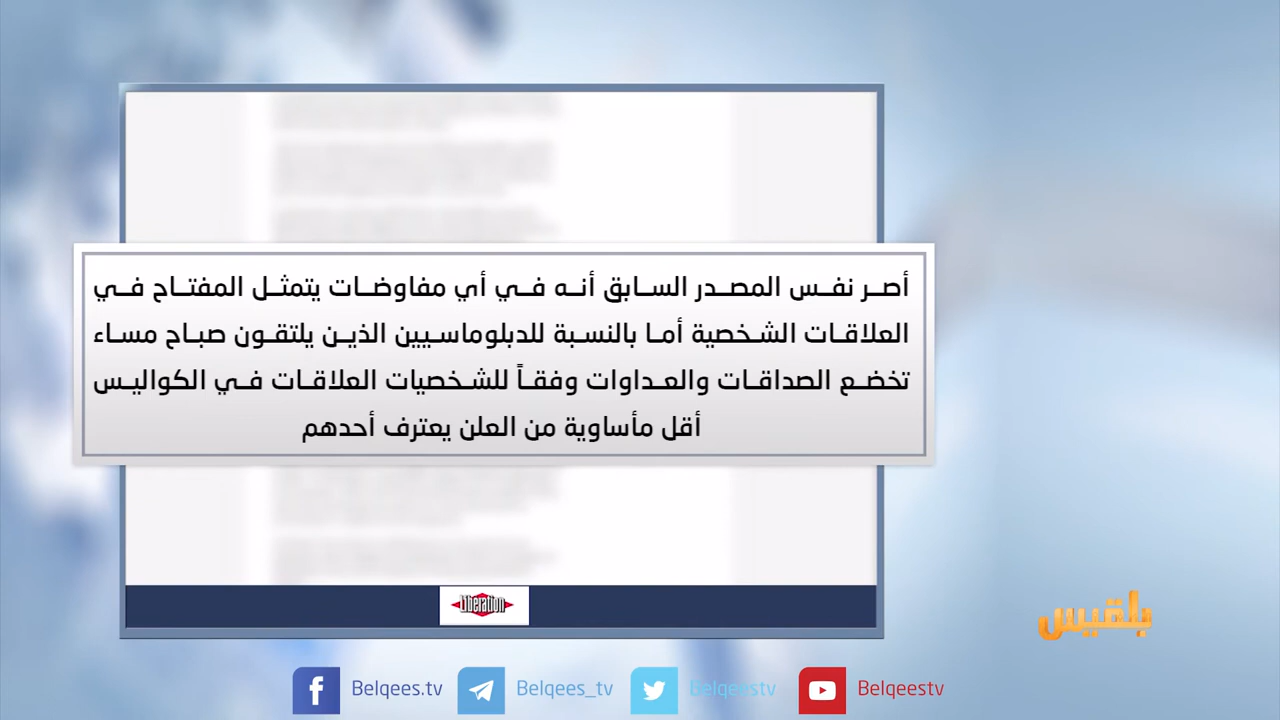 أصر نفس المصدر السابق أنه في أي مفاوضات يتمثل المفتاح في
العلاقات الشخصية أما بالنسبة للدبلوماسيين الذين يلتقون صباح مساء
تخضع الصداقات والعداوات وفقاً للشخصيات العلاقات في الكواليس
أقل مأساوية من العلن يعترف أحدهم
Libération
بلقيس
Belqees.tv
Belqees_tv
belqeestv
Belqeestv